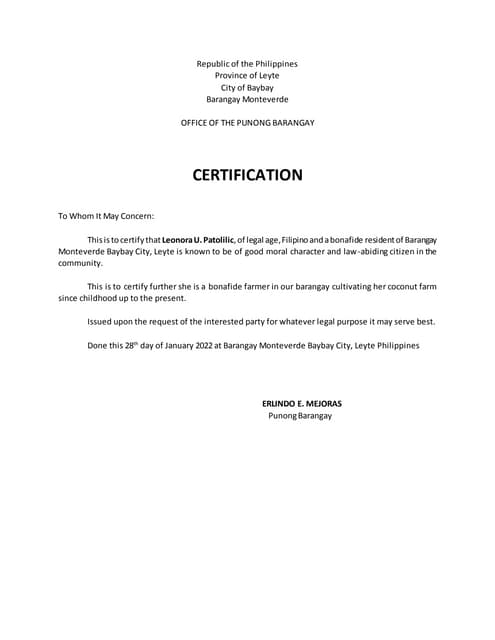 Republic of the Philippines
Province of Leyte
City of Baybay
Barangay Monteverde
OFFICE OF THE PUNONG BARANGAY
CERTIFICATION
To Whom It May Concern:
This is to certify that Leonora U. Patolilic, of legal age, Filipino and a bonafide resident of Barangay
Monteverde Baybay City, Leyte is known to be of good moral character and law-abiding citizen in the
community.
This is to certify further she is a bonafide farmer in our barangay cultivating her coconut farm
since childhood up to the present.
Issued upon the request of the interested party for whatever legal purpose it may serve best.
Done this 28th day of January 2022 at Barangay Monteverde Baybay City, Leyte Philippines
ERLINDO E. MEJORAS
Punong Barangay